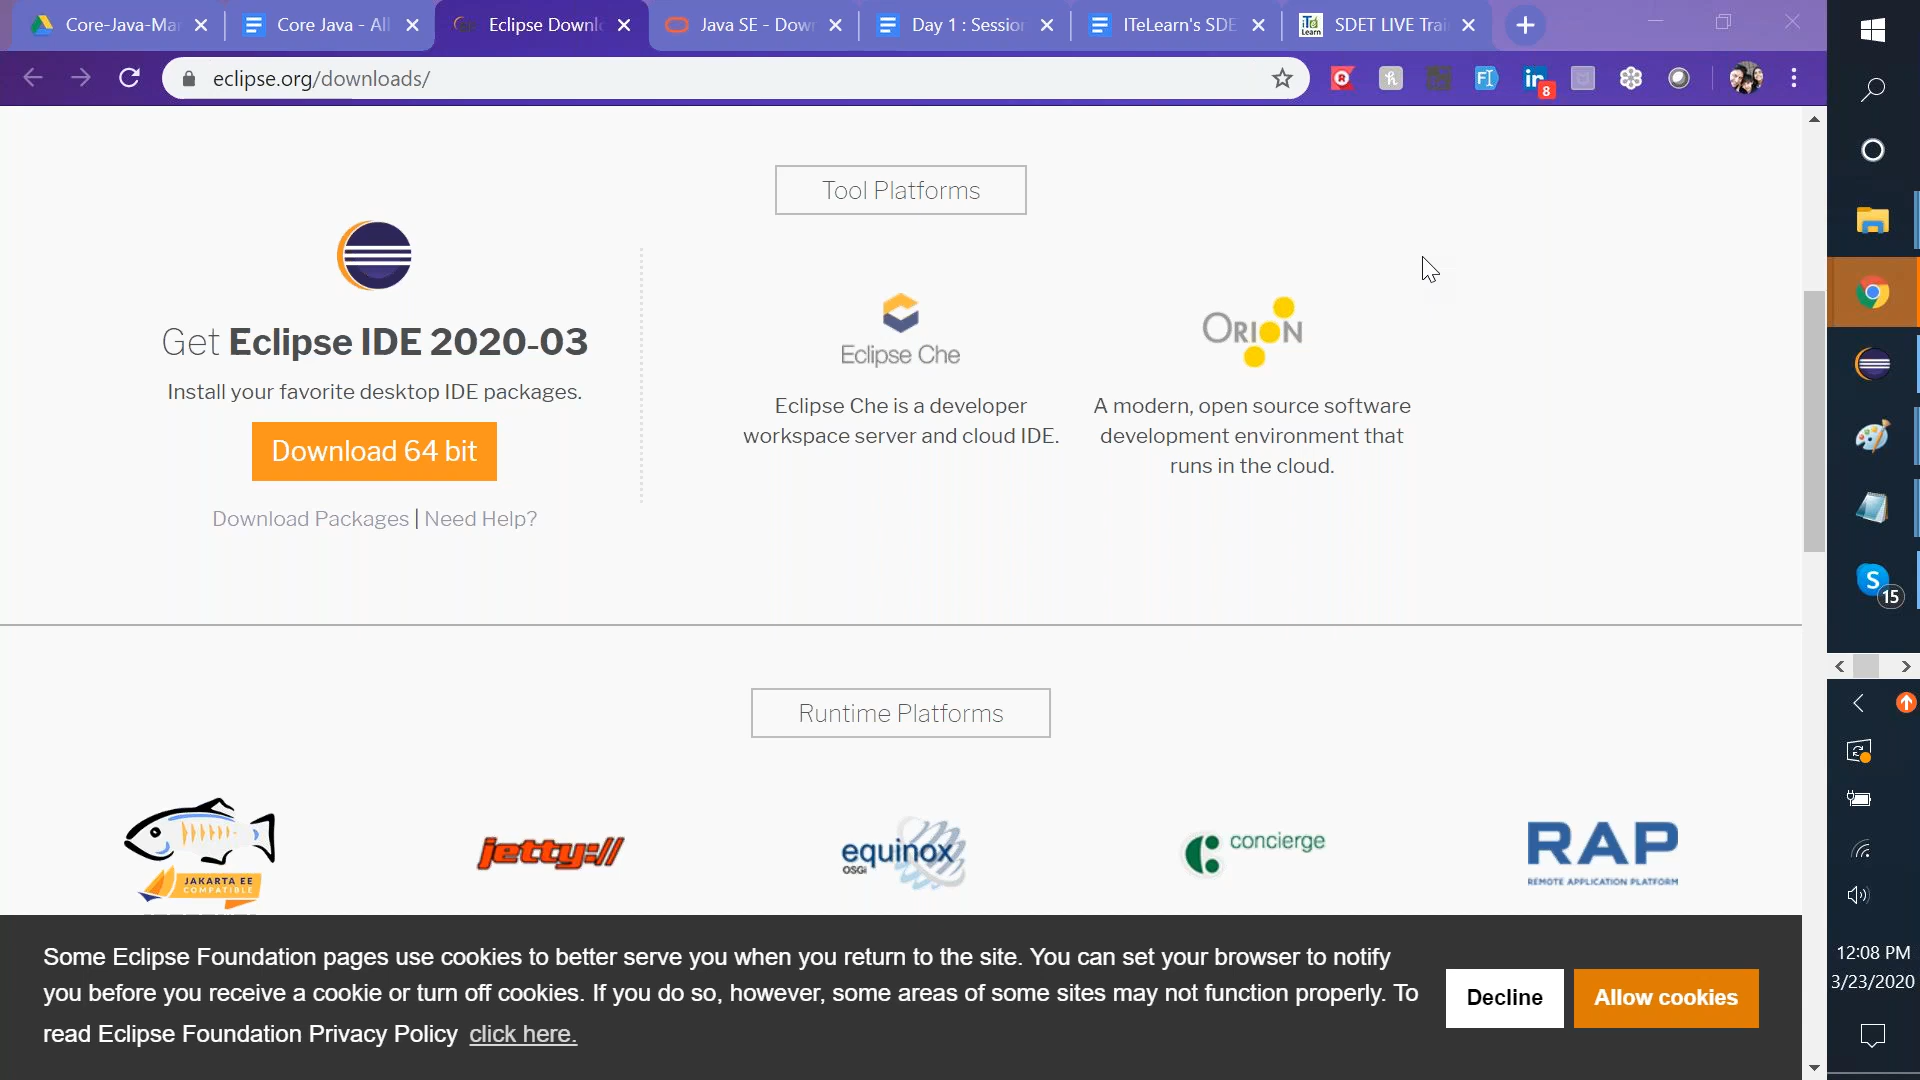 Core-Java-Mar
Core Java - All
Eclipse Downlo
Java SE - Dow
Day 1 : Session
ITeLearn's SDE
SDET LIVE Trai
eclipse.org/downloads/
8
Tool Platforms
Get Eclipse IDE 2020-03
Install your favorite desktop IDE packages.
Download 64 bit
Download Packages | Need Help?
Eclipse Che
Eclipse Che is a developer
workspace server and cloud IDE.
ORION
A modern, open source software
development environment that
runs in the cloud.
Runtime Platforms
JAKARTA EE
COMPATIBLE
jetty://
equinox
OSGi
concierge
RAP
REMOTE APPLICATION PLATFORM
Some Eclipse Foundation pages use cookies to better serve you when you return to the site. You can set your browser to notify
you before you receive a cookie or turn off cookies. If you do so, however, some areas of some sites may not function properly. To
read Eclipse Foundation Privacy Policy click here.
Decline
Allow cookies
15
12:08 PM
3/23/2020